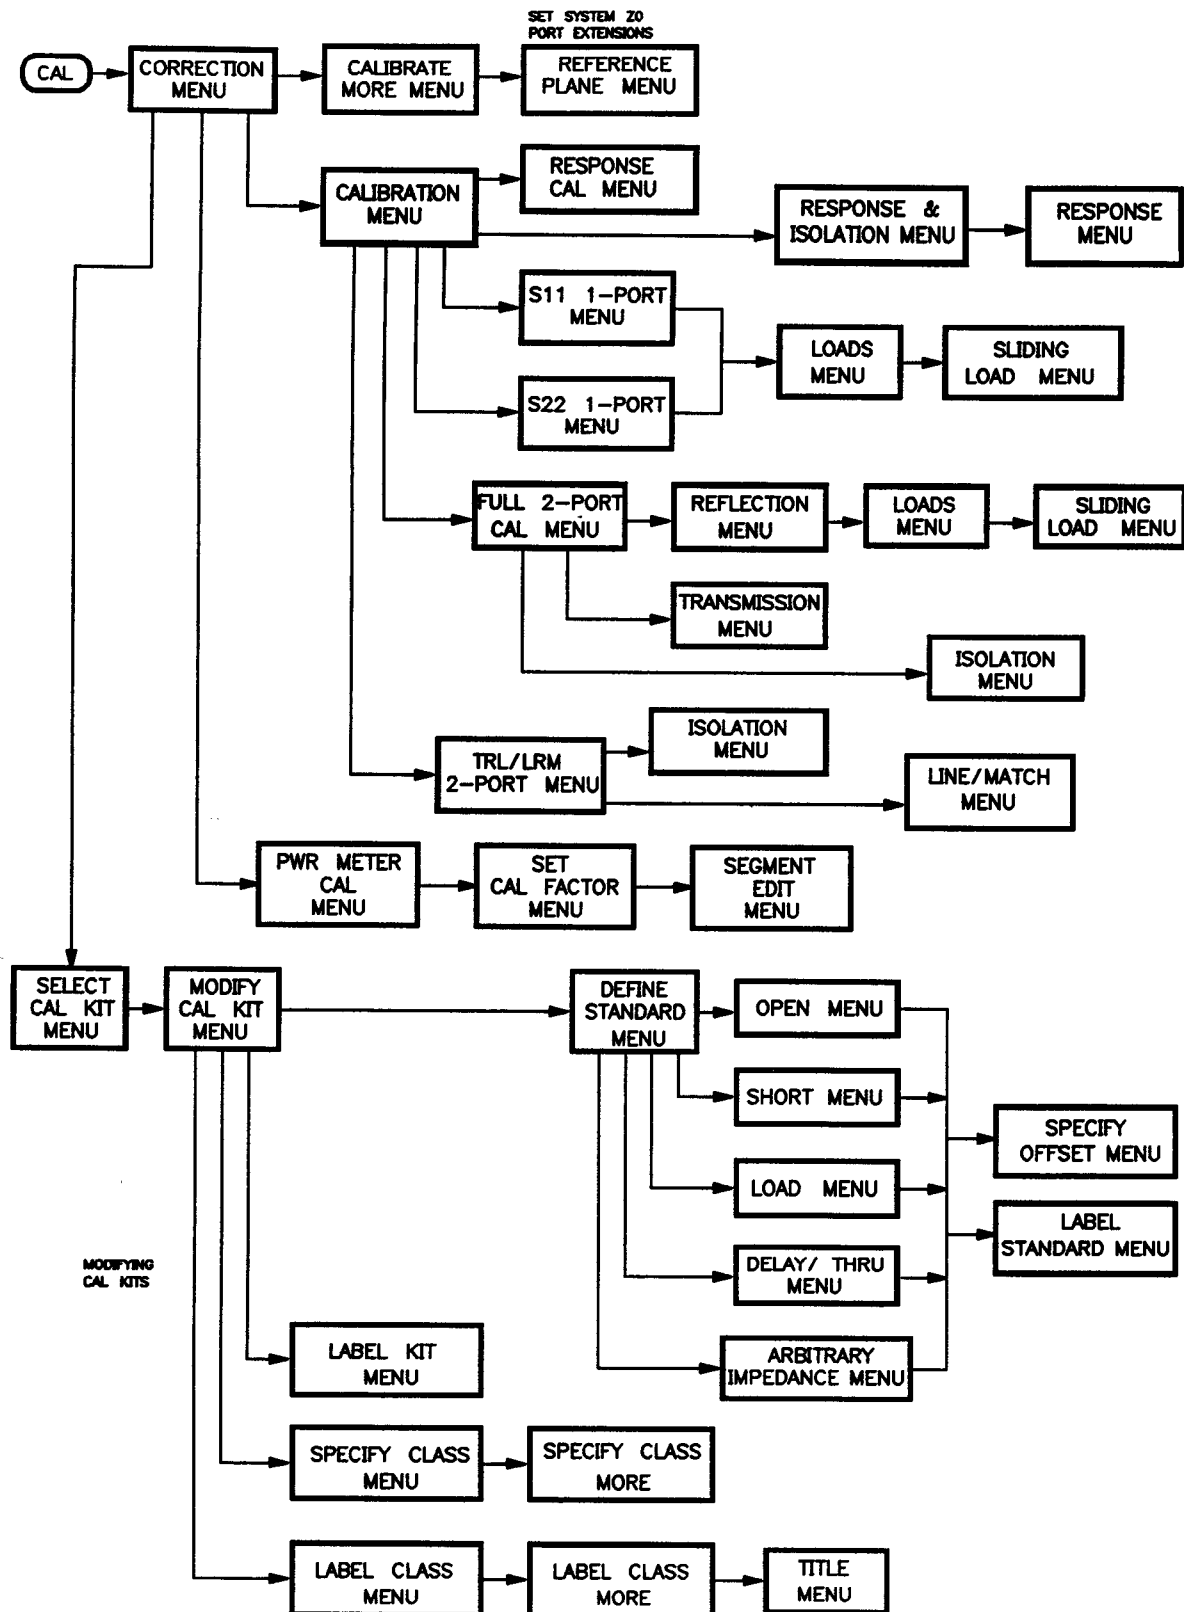 SET SYSTEM Z0
PORT EXTENSIONS
CAL
CORRECTION
MENU
CALIBRATE
MORE MENU
REFERENCE
PLANE MENU
RESPONSE
CAL MENU
CALIBRATION
MENU
RESPONSE &
ISOLATION MENU
RESPONSE
MENU
S11 1-PORT
MENU
LOADS
MENU
SLIDING
LOAD MENU
S22 1-PORT
MENU
FULL 2-PORT
CAL MENU
REFLECTION
MENU
LOADS
MENU
SLIDING
LOAD MENU
TRANSMISSION
MENU
ISOLATION
MENU
ISOLATION
MENU
TRL/LRM
2-PORT MENU
LINE/MATCH
MENU
PWR METER
CAL
MENU
SET
CAL FACTOR
MENU
SEGMENT
EDIT
MENU
SELECT
CAL KIT
MENU
MODIFY
CAL KIT
MENU
DEFINE
STANDARD
MENU
OPEN MENU
SHORT MENU
SPECIFY
OFFSET MENU
LOAD MENU
LABEL
STANDARD MENU
MODIFYING
CAL KITS
DELAY/ THRU
MENU
LABEL KIT
MENU
ARBITRARY
IMPEDANCE MENU
SPECIFY CLASS
MENU
SPECIFY CLASS
MORE
LABEL CLASS
MENU
LABEL CLASS
MORE
TITLE
MENU